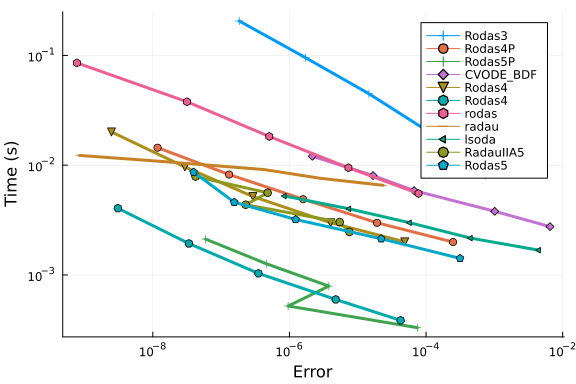 Rodas3
Rodas4P
Rodas5P
CVODE_BDF
Rodas4
Rodas4
rodas
radau
lsoda
RadauIIA5
Rodas5
10⁻¹
10⁻²
10⁻³
Time (s)
10⁻⁸
10⁻⁶
10⁻⁴
10⁻²
Error